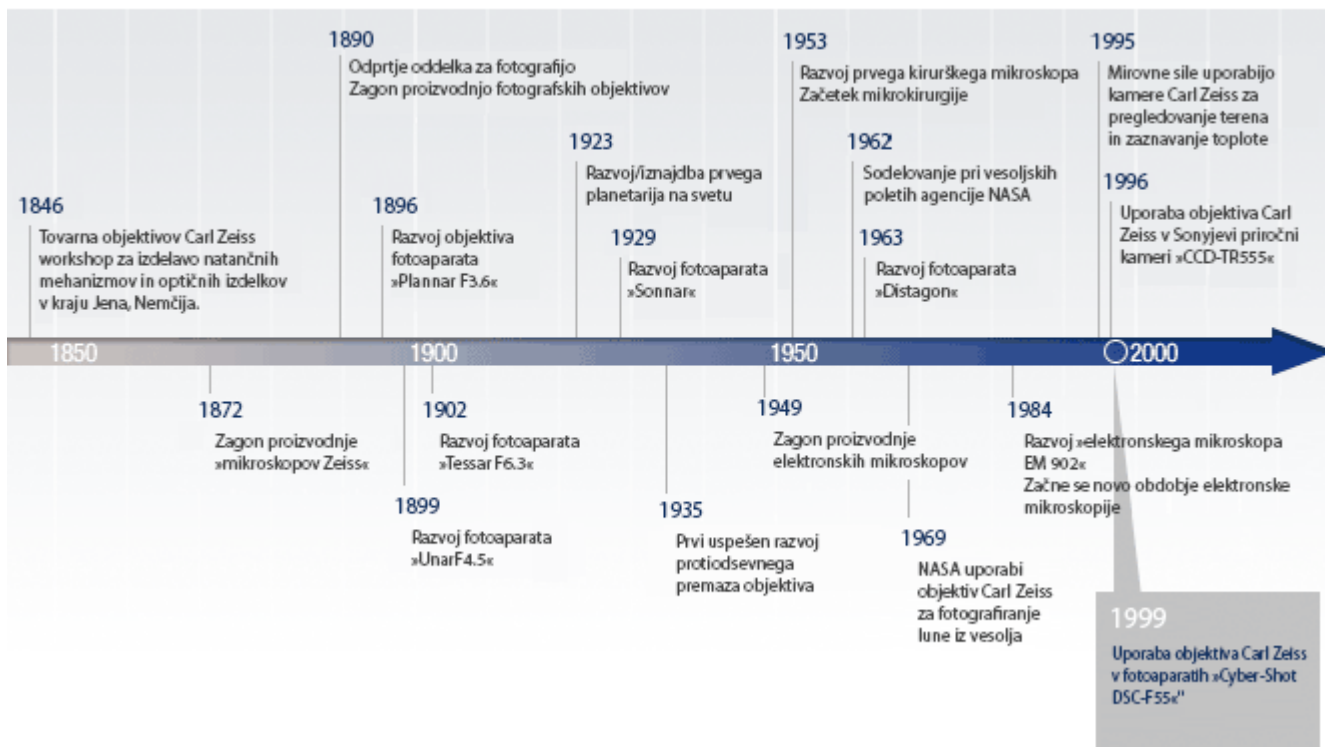 1890
Odprtje oddelka za fotografijo
Zagon proizvodnjo fotografskih objektivov
1953
Razvoj prvega kirurškega mikroskopa
Začetek mikrokirurgije
1995
Mirovne sile uporabijo
kamere Carl Zeiss za
pregledovanje terena
in zaznavanje toplote
1923
Razvoj/iznajdba prvega
planetarija na svetu
1962
Sodelovanje pri vesoljskih
poletih agencije NASA
1996
Uporaba objektiva Carl
Zeiss v Sonyjevi priročni
kameri »CCD-TR555«
1846
Tovarna objektivov Carl Zeiss
workshop za izdelavo natančnih
mehanizmov in optičnih izdelkov
v kraju Jena, Nemčija.
1896
Razvoj objektiva
fotoaparata
»Plannar F3.6«
1929
Razvoj fotoaparata
»Sonnar«
1963
Razvoj fotoaparata
»Distagon«
1850 1900 1950 2000
1872
Zagon proizvodnje
»mikroskopov Zeiss«
1902
Razvoj fotoaparata
»Tessar F6.3«
1949
Zagon proizvodnje
elektronskih mikroskopov
1984
Razvoj »elektronskega mikroskopa
EM 902«
Začne se novo obdobje elektronske
mikroskopije
1899
Razvoj fotoaparata
»UnarF4.5«
1935
Prvi uspešen razvoj
protiodsevnega
premaza objektiva
1969
NASA uporabi
objektiv Carl Zeiss
za fotografiranje
lune iz vesolja
1999
Uporaba objektiva Carl Zeiss
v fotoaparatih »Cyber-Shot
DSC-F55«"